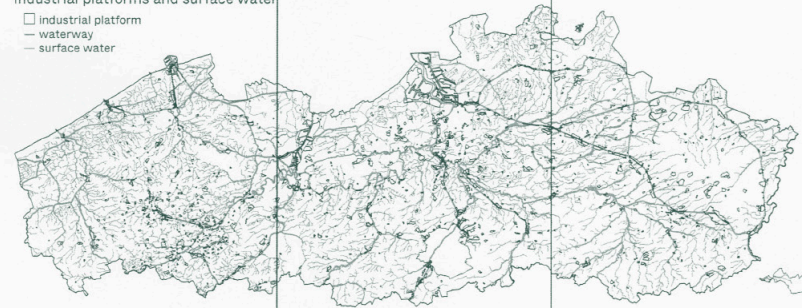 industrial platforms and surface water
industrial platform
waterway
surface water